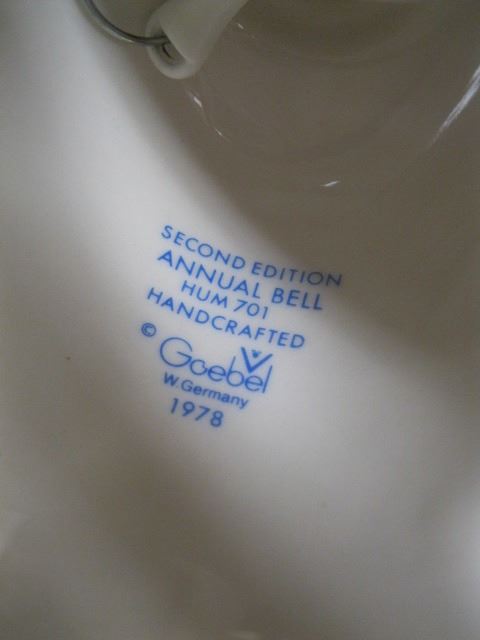 SECOND EDITION
ANNUAL BELL
HUM 701
HANDCRAFTED
© Goebel
W. Germany
1978